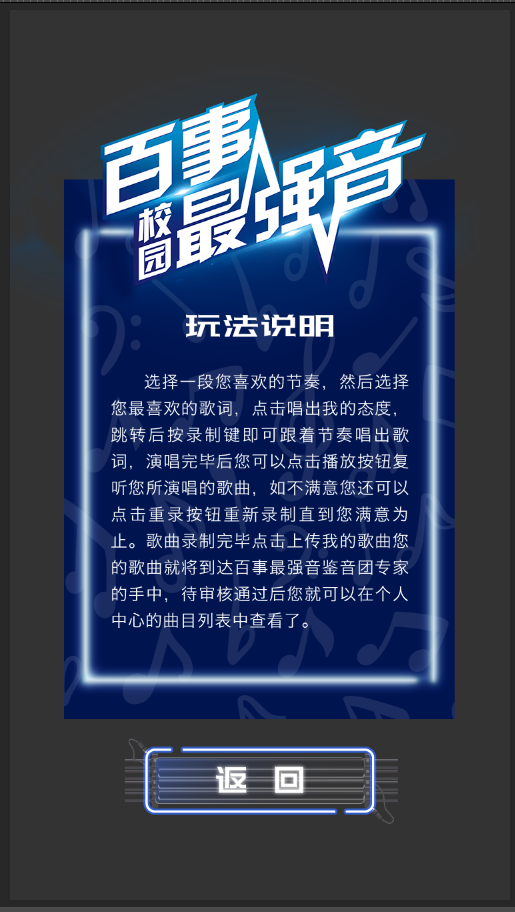 百事
校园最强音
玩法说明
选择一段您喜欢的节奏，然后选择
您最喜欢的歌词，点击唱出我的态度，
跳转后按录制键即可跟着节奏唱出歌
词，演唱完毕后您可以点击播放按钮复
听您所演唱的歌曲，如不满意您还可以
点击重录按钮重新录制直到您满意为
止。歌曲录制完毕点击上传我的歌曲您
的歌曲就将到达百事最强音鉴音团专家
的手中，待审核通过后您就可以在个人
中心的曲目列表中查看了。
返回